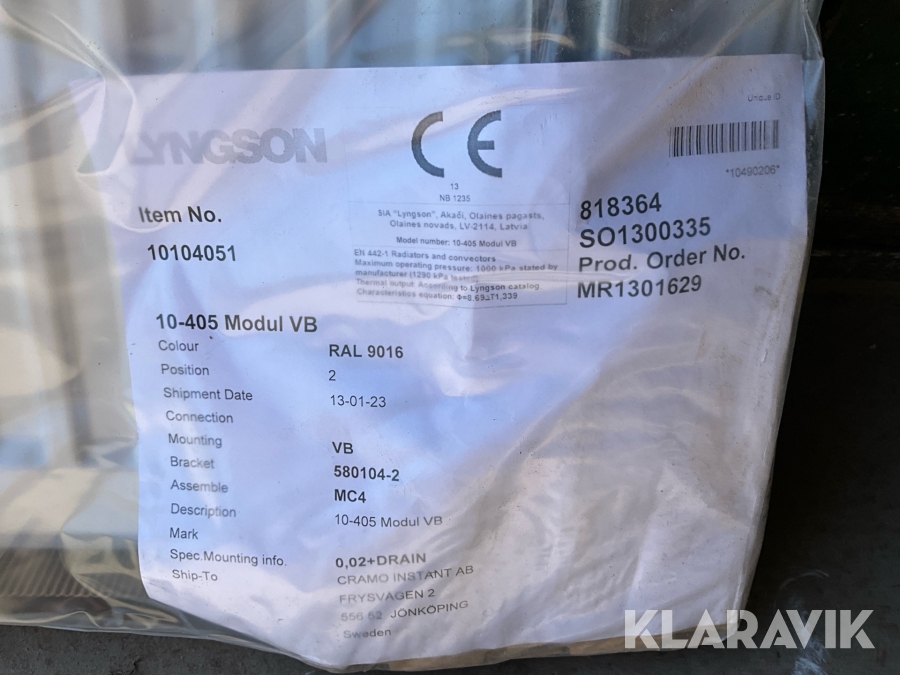 LYNGSON
CE
13
NB 1235
Unique ID
*10490206*
Item No.
10104051
SIA "Lyngson", Akači, Olaines pagasts,
Olaines novads, LV-2114, Latvia
Model number: 10-405 Modul VB
EN 442-1 Radiators and convectors
Maximum operating pressure: 1000 kPa stated by
manufacturer (1290 kPa
Thermal output: According to Lyngson catalog
Characteristics equation:
818364
SO1300335
Prod. Order No.
MR1301629
10-405 Modul VB
Colour RAL 9016
Position 2
Shipment Date 13-01-23
Connection
Mounting VB
Bracket 580104-2
Assemble MC4
Description 10-405 Modul VB
Mark
Spec.Mounting info. 0,02+DRAIN
Ship-To CRAMO INSTANT AB
FRYSVAGEN 2
556 52 JÖNKÖPING
Sweden
KLARAVIK